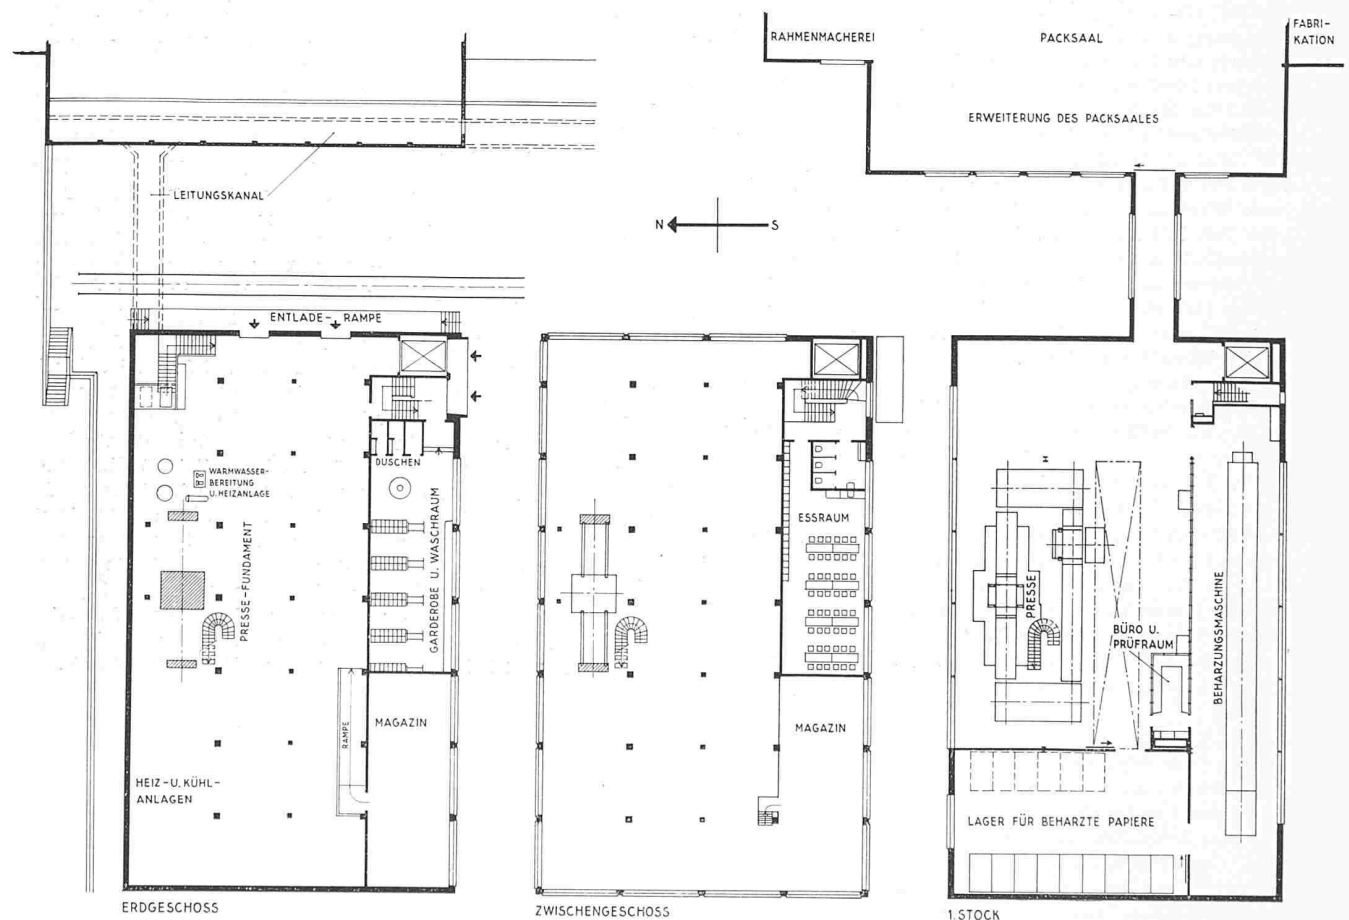 RAHMENMACHEREI
PACKSAAL
FABRI-
KATION
ERWEITERUNG DES PACKSAALES
LEITUNGSKANAL
N
S
ENTLADE- RAMPE
DUSCHEN
WARMWASSER-
BEREITUNG
U. HEIZANLAGE
PRESSE-FUNDAMENT
GARDEROBE U. WASCHRAUM
RAMPE
MAGAZIN
HEIZ-U. KÜHL-
ANLAGEN
ERDGESCHOSS
ESSRAUM
MAGAZIN
ZWISCHENGESCHOSS
PRESSE
BÜRO U.
PRÜFRAUM
BEHARZUNGSMASCHINE
LAGER FÜR BEHARZTE PAPIERE
1. STOCK